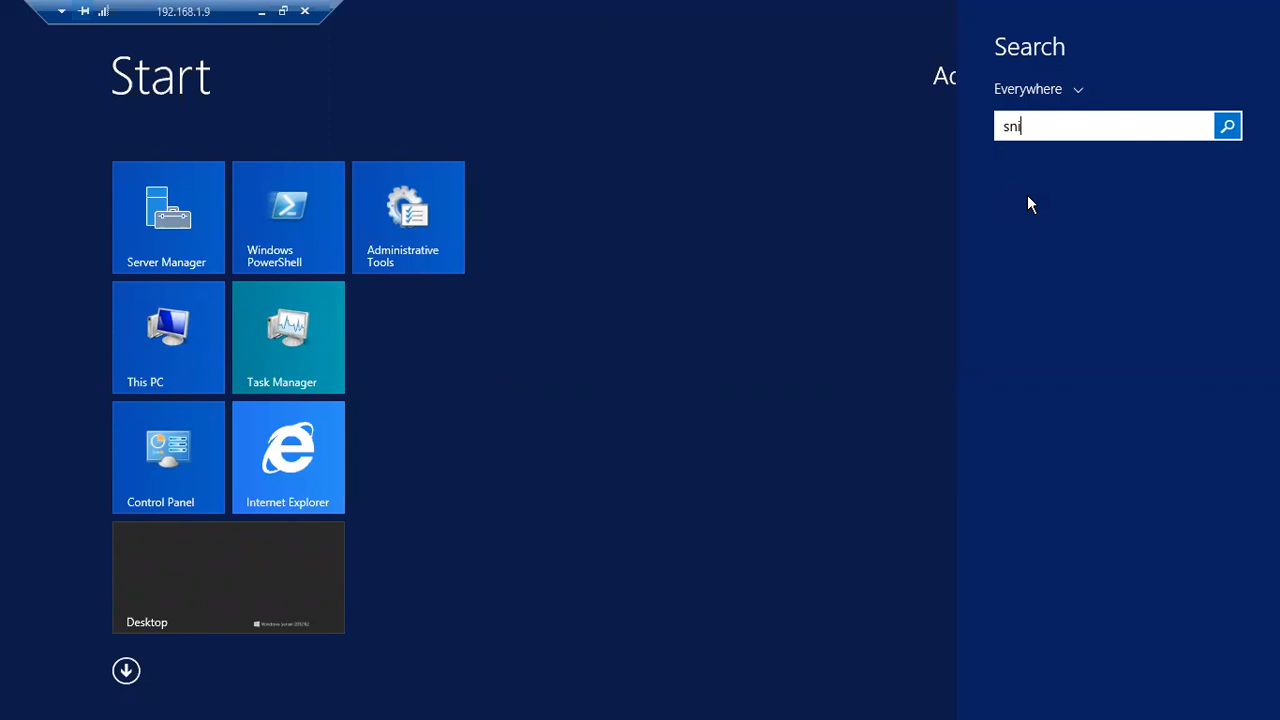 192.168.1.9
Start
Ac
Search
Everywhere
sni
Server Manager
Windows
PowerShell
Administrative
Tools
This PC
Task Manager
Control Panel
Internet Explorer
Desktop